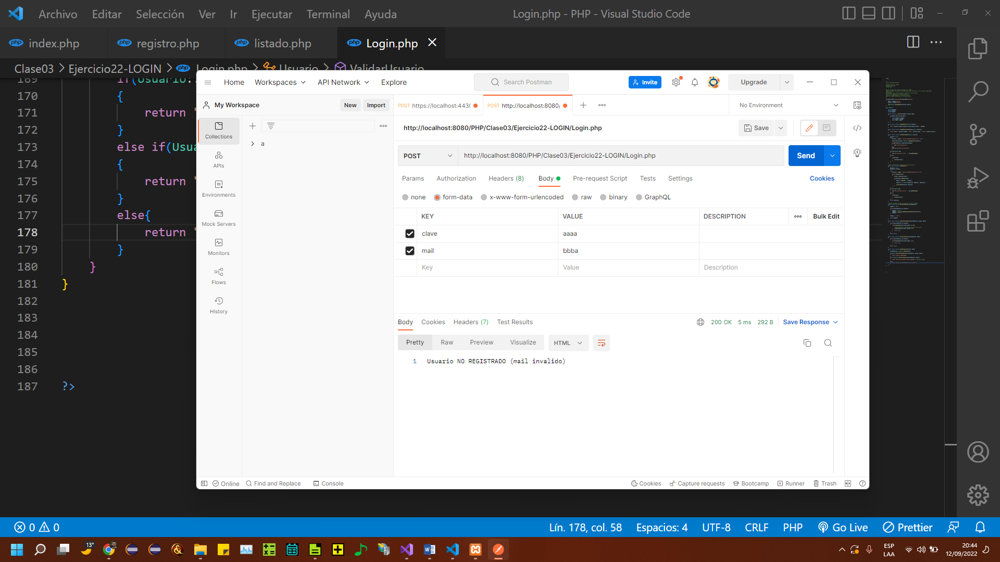 Archivo Editar Selección Ver Ir Ejecutar Terminal Ayuda
Login.php - PHP - Visual Studio Code
index.php registro.php listado.php Login.php
Clase03 > Ejercicio22-LOGIN > Login.php > Usuario > ValidarUsuario
169 if(Usuario:
170 {
171 return "
172 }
173 else if(Usua
174 {
175 return "
176 }
177 else{
178 return "
179 }
180 }
181 }
182
183
184
185
186
187 ?>
Home Workspaces API Network Explore
Search Postman
Invite
Upgrade
My Workspace
New Import
POST https://localhost:443(
POST http://localhost:8080/
No Environment
Collections
APIs
Environments
Mock Servers
Monitors
Flows
History
a
http://localhost:8080/PHP/Clase03/Ejercicio22-LOGIN/Login.php
Save
POST http://localhost:8080/PHP/Clase03/Ejercicio22-LOGIN/Login.php
Send
Params Authorization Headers (8) Body Pre-request Script Tests Settings Cookies
none form-data x-www-form-urlencoded raw binary GraphQL
KEY VALUE DESCRIPTION Bulk Edit
clave aaaa
mail bbba
Key Value Description
Body Cookies Headers (7) Test Results
200 OK 5 ms 292 B Save Response
Pretty Raw Preview Visualize HTML
1 Usuario NO REGISTRADO (mail invalido)
Online Find and Replace Console
Cookies Capture requests Bootcamp Runner Trash
0 0
Lín. 178, col. 58 Espacios: 4 UTF-8 CRLF PHP Go Live Prettier
13°
ESP
LAA
20:44
12/09/2022